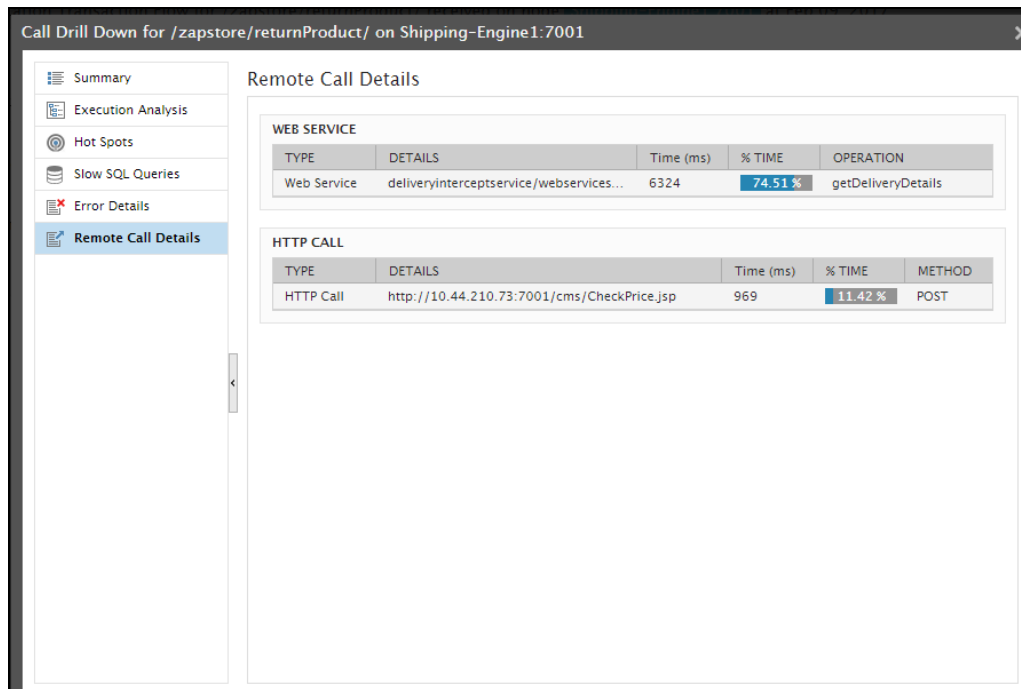 Call Drill Down for /zapstore/returnProduct/ on Shipping-Engine1:7001
Summary
Execution Analysis
Hot Spots
Slow SQL Queries
Error Details
Remote Call Details
Remote Call Details
WEB SERVICE
TYPE DETAILS Time (ms) % TIME OPERATION
Web Service deliveryinterceptservice/webservices... 6324 74.51 % getDeliveryDetails
HTTP CALL
TYPE DETAILS Time (ms) % TIME METHOD
HTTP Call http://10.44.210.73:7001/cms/CheckPrice.jsp 969 11.42 % POST